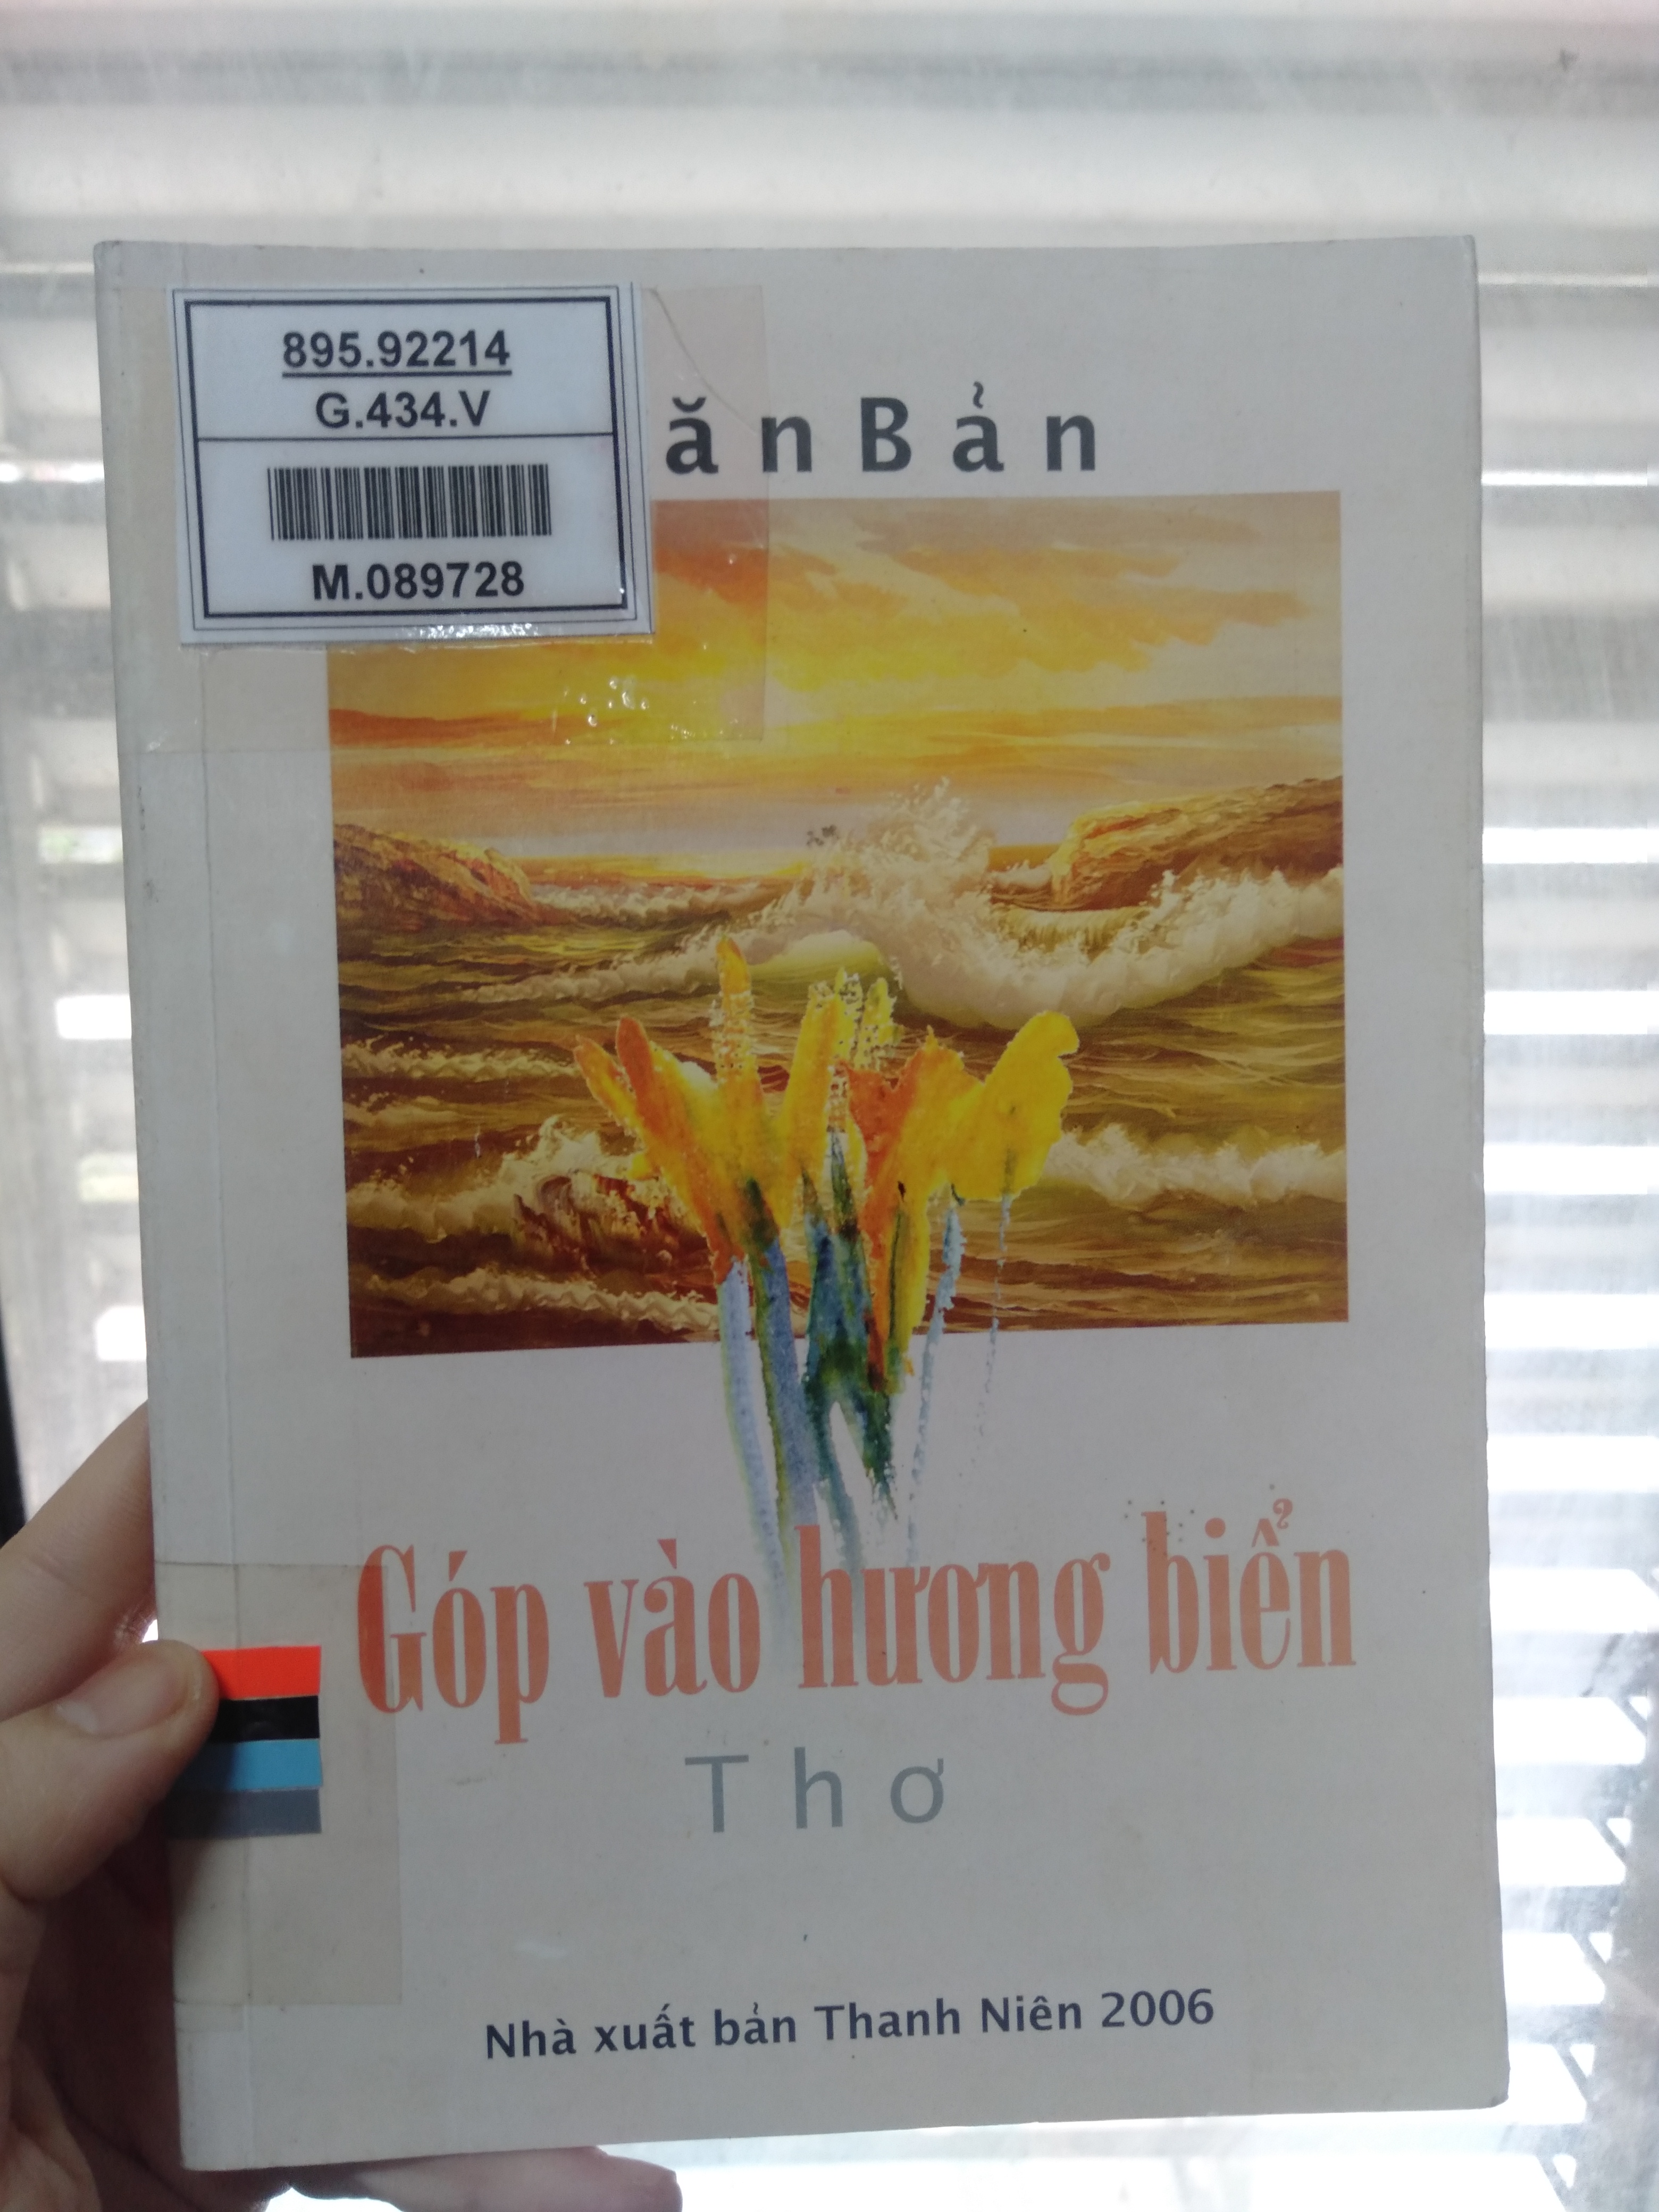 895.92214
G.434.V
M.089728
ăn Bản
Góp vào hương biển
Thơ
Nhà xuất bản Thanh Niên 2006